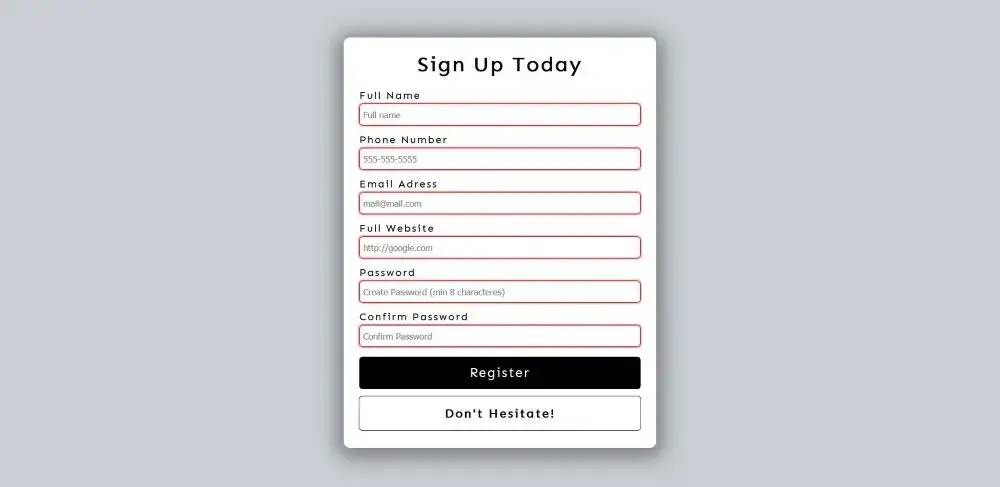 Sign Up Today
Full Name
Full name
Phone Number
555-555-5555
Email Adress
mail@mail.com
Full Website
http://google.com
Password
Create Password (min 8 characteres)
Confirm Password
Confirm Password
Register
Don't Hesitate!